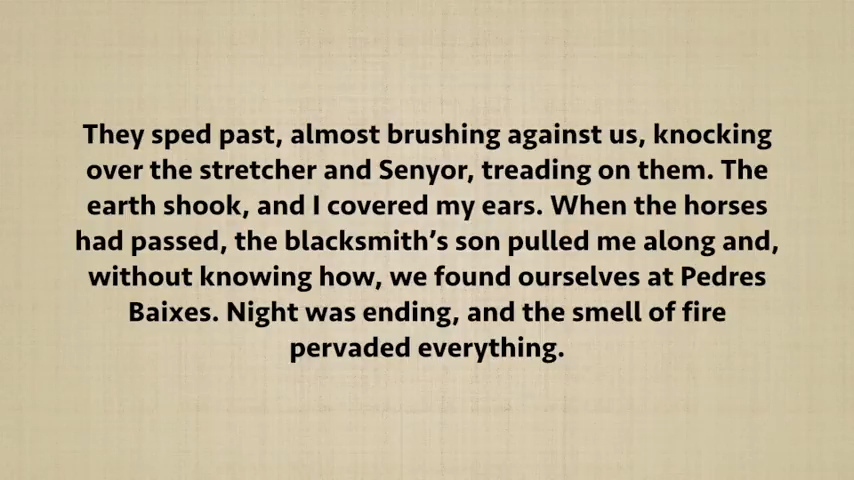 They sped past, almost brushing against us, knocking
over the stretcher and Senyor, treading on them. The
earth shook, and I covered my ears. When the horses
had passed, the blacksmith’s son pulled me along and,
without knowing how, we found ourselves at Pedres
Baixes. Night was ending, and the smell of fire
pervaded everything.